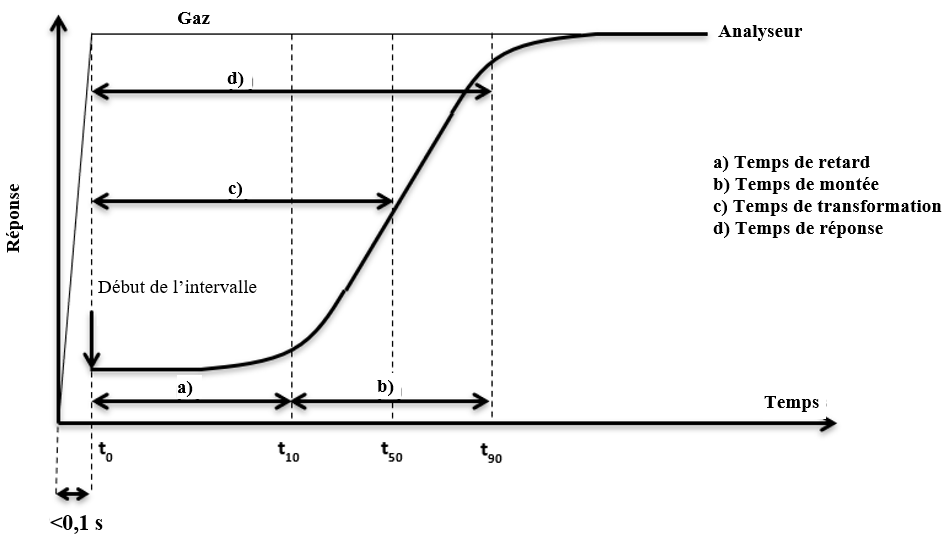 Gaz
Analyseur
d)
a) Temps de retard
b) Temps de montée
c) Temps de transformation
d) Temps de réponse
c)
Réponse
Début de l’intervalle
a)
b)
Temps
t0
t10
t50
t90
<0,1 s